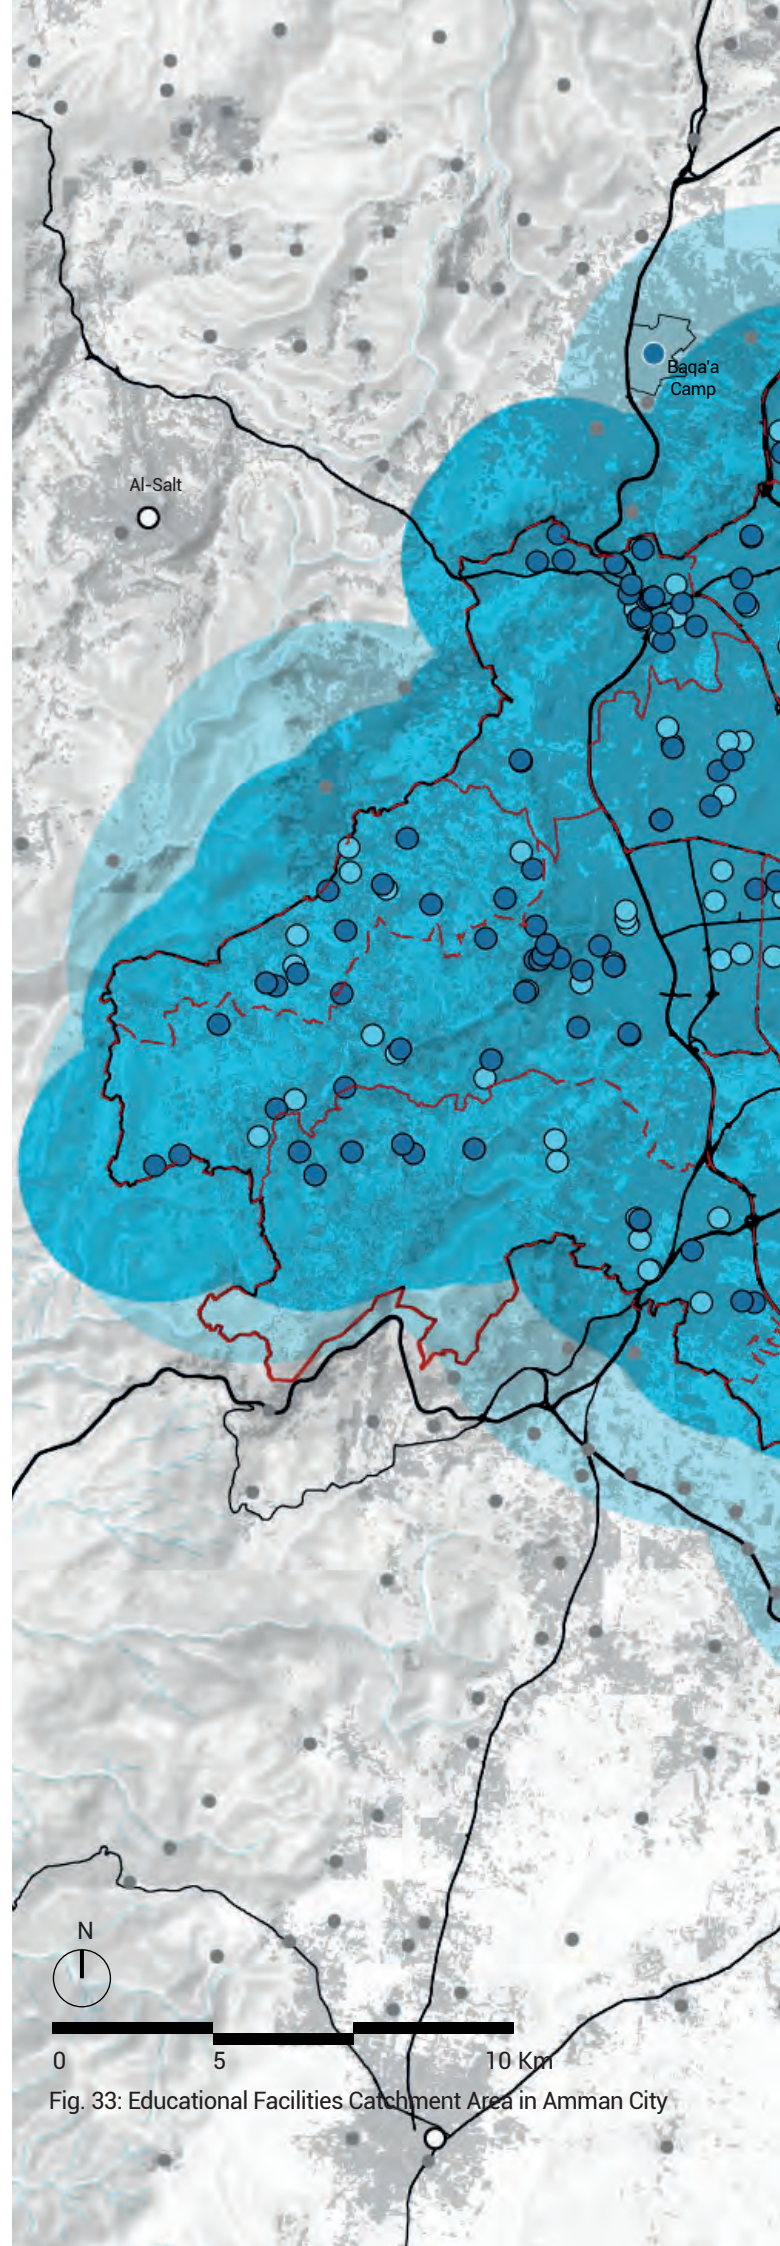 Baqa'a
Camp
Al-Salt
N
0 5 10 Km
Fig. 33: Educational Facilities Catchment Area in Amman City